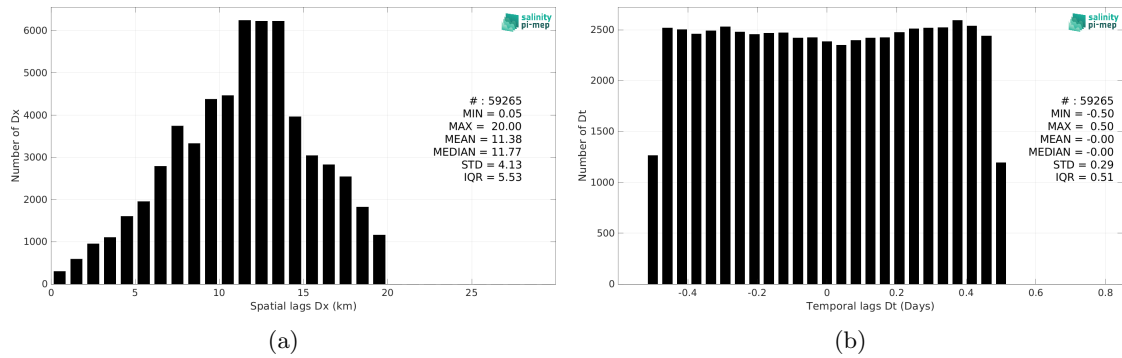 6000
5000
4000
3000
2000
1000
0
Number of Dx
salinity
pi-mep
# : 59265
MIN = 0.05
MAX = 20.00
MEAN = 11.38
MEDIAN = 11.77
STD = 4.13
IQR = 5.53
0 5 10 15 20 25
Spatial lags Dx (km)
(a)
2500
2000
1500
1000
500
0
Number of Dt
salinity
pi-mep
# : 59265
MIN = -0.50
MAX = 0.50
MEAN = -0.00
MEDIAN = -0.00
STD = 0.29
IQR = 0.51
-0.4 -0.2 0 0.2 0.4 0.6 0.8
Temporal lags Dt (Days)
(b)